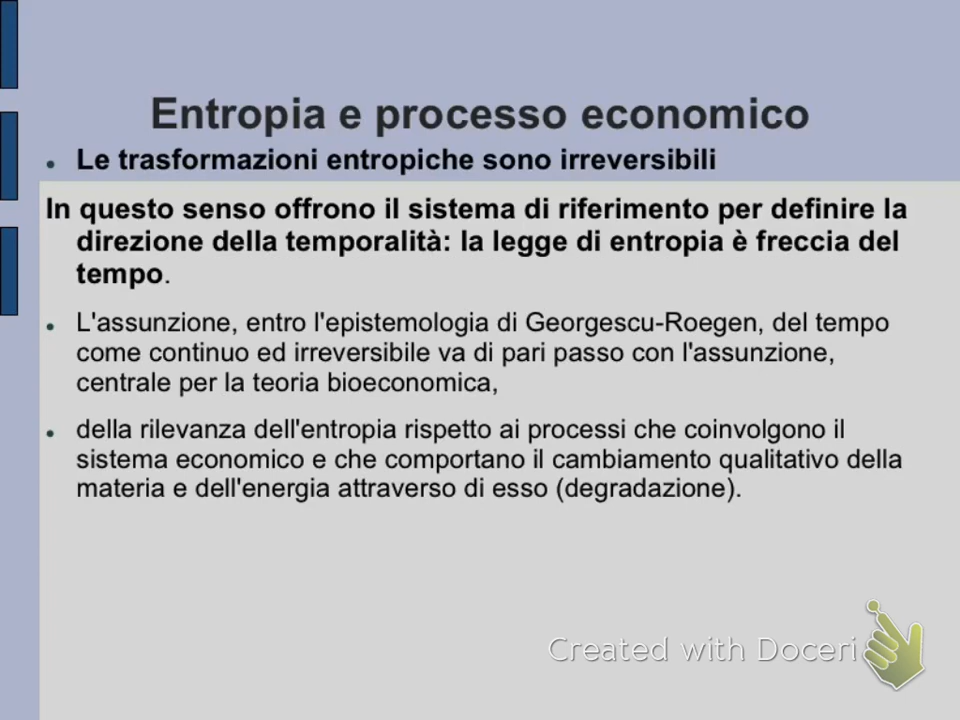 Entropia e processo economico
Le trasformazioni entropiche sono irreversibili
In questo senso offrono il sistema di riferimento per definire la
direzione della temporalità: la legge di entropia è freccia del
tempo.
L'assunzione, entro l'epistemologia di Georgescu-Roegen, del tempo
come continuo ed irreversibile va di pari passo con l'assunzione,
centrale per la teoria bioeconomica,
della rilevanza dell'entropia rispetto ai processi che coinvolgono il
sistema economico e che comportano il cambiamento qualitativo della
materia e dell'energia attraverso di esso (degradazione).
Created with Doceri